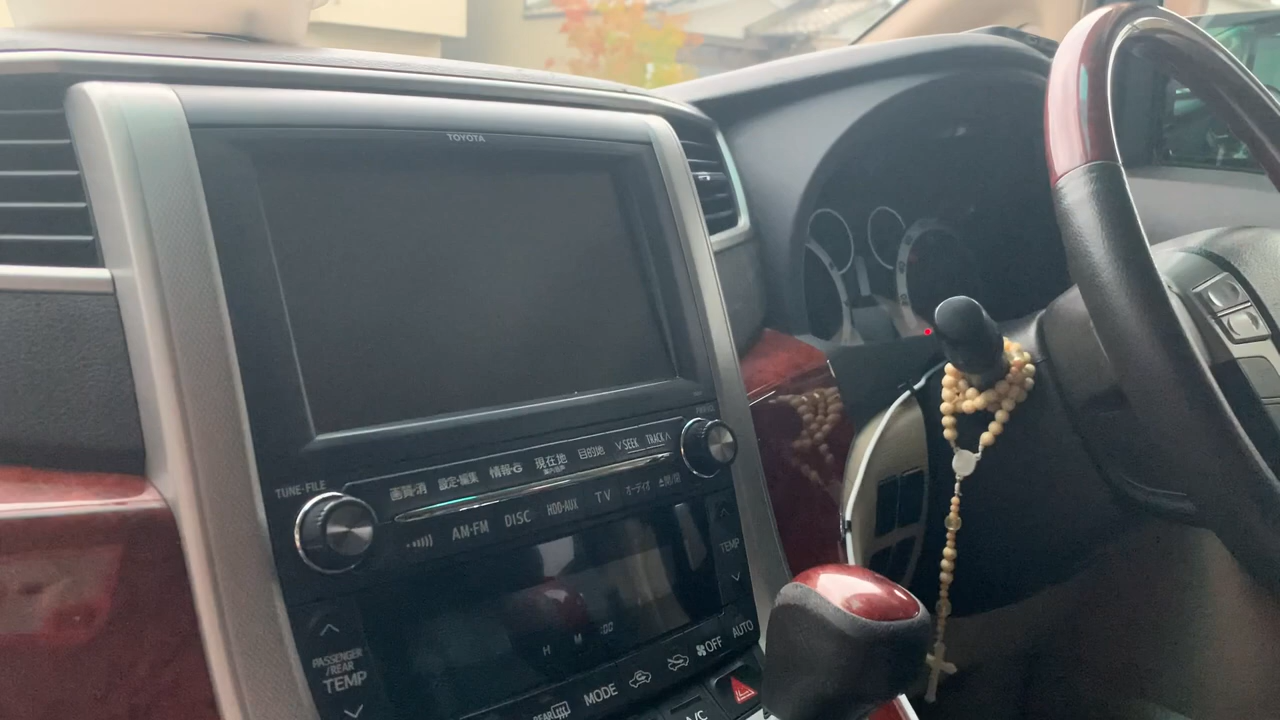 TOYOTA
TUNE·FILE
画質·消 設定·編集 情報·G 現在地 目的地 ∨SEEK TRACK∧
AM·FM DISC HDD·AUX TV オーディオ
TEMP
PASSENGER
/REAR
TEMP
H M :00
REAR MODE OFF AUTO
A/C